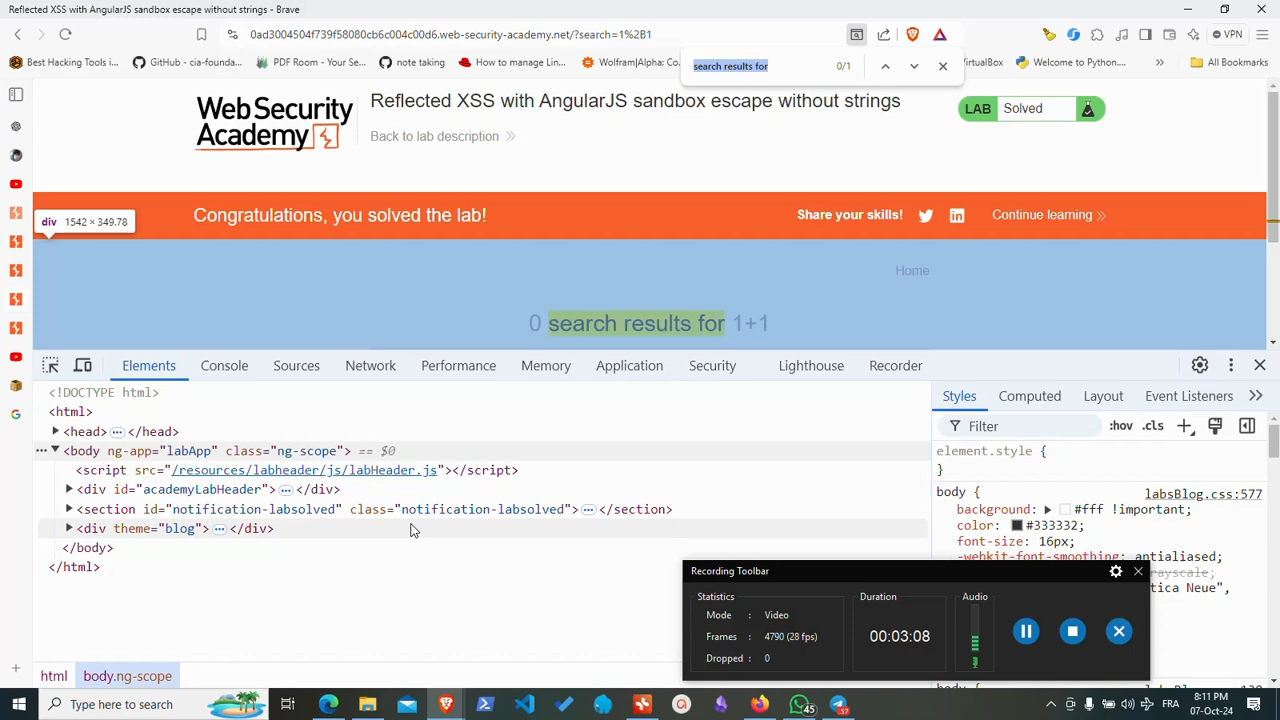 Reflected XSS with AngularJS sandbox escape without strings - Brave
0ad3004504f739f58080cb6c004c00d6.web-security-academy.net/?search=1%2B1
VPN
Best Hacking Tools i...
GitHub - cia-founda...
PDF Room - Your Se...
note taking
How to manage Lin...
Wolfram|Alpha: Co...
VirtualBox
Welcome to Python....
All Bookmarks
search results for
0/1
Web Security
Academy
Reflected XSS with AngularJS sandbox escape without strings
Back to lab description
LAB Solved
Congratulations, you solved the lab!
Share your skills!
Continue learning
div 1542 × 349.78
Home
0 search results for 1+1
Elements Console Sources Network Performance Memory Application Security Lighthouse Recorder
<!DOCTYPE html>
<html>
<head> </head>
<body ng-app="labApp" class="ng-scope"> == $0
<script src="/resources/labheader/js/labHeader.js"></script>
<div id="academyLabHeader"> </div>
<section id="notification-labsolved" class="notification-labsolved"> </section>
<div theme="blog"> </div>
</body>
</html>
html body.ng-scope
Styles Computed Layout Event Listeners
Filter
:hov .cls
element.style {
}
body {
labsBlog.css:577
background: #fff !important;
color: #333332;
font-size: 16px;
-webkit-font-smoothing: antialiased;
grayscale;
Neue",
Recording Toolbar
Statistics
Mode : Video
Frames : 4790 (28 fps)
Dropped : 0
Duration
00:03:08
Audio
Type here to search
45
17
FRA
8:11 PM
07-Oct-24